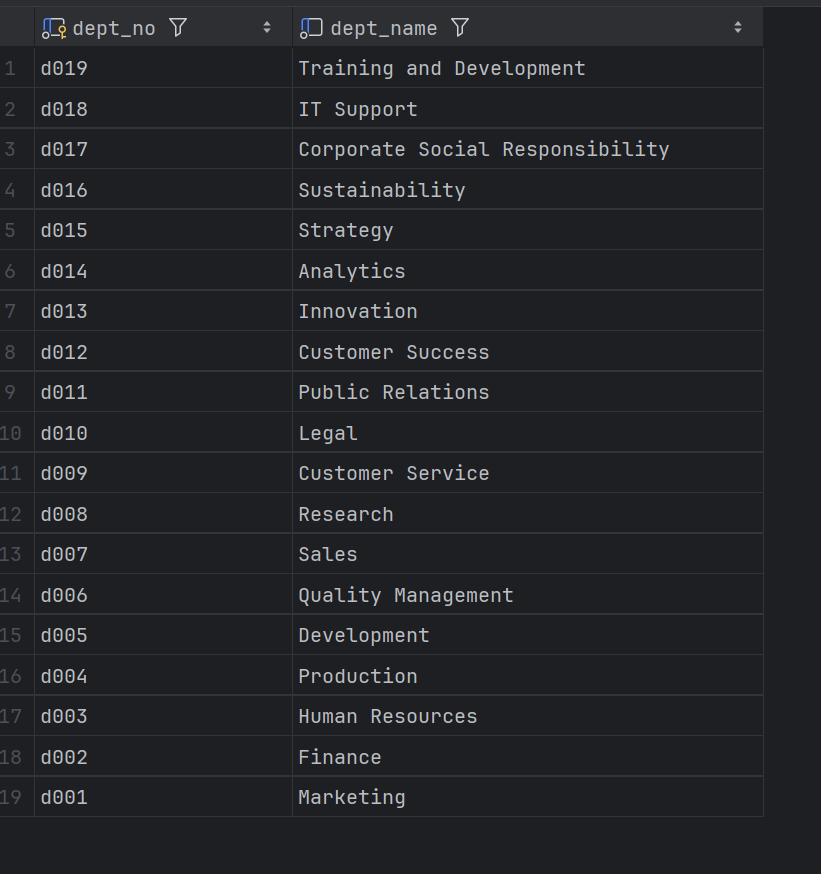 dept_no dept_name
1 d019 Training and Development
2 d018 IT Support
3 d017 Corporate Social Responsibility
4 d016 Sustainability
5 d015 Strategy
6 d014 Analytics
7 d013 Innovation
8 d012 Customer Success
9 d011 Public Relations
10 d010 Legal
11 d009 Customer Service
12 d008 Research
13 d007 Sales
14 d006 Quality Management
15 d005 Development
16 d004 Production
17 d003 Human Resources
18 d002 Finance
19 d001 Marketing